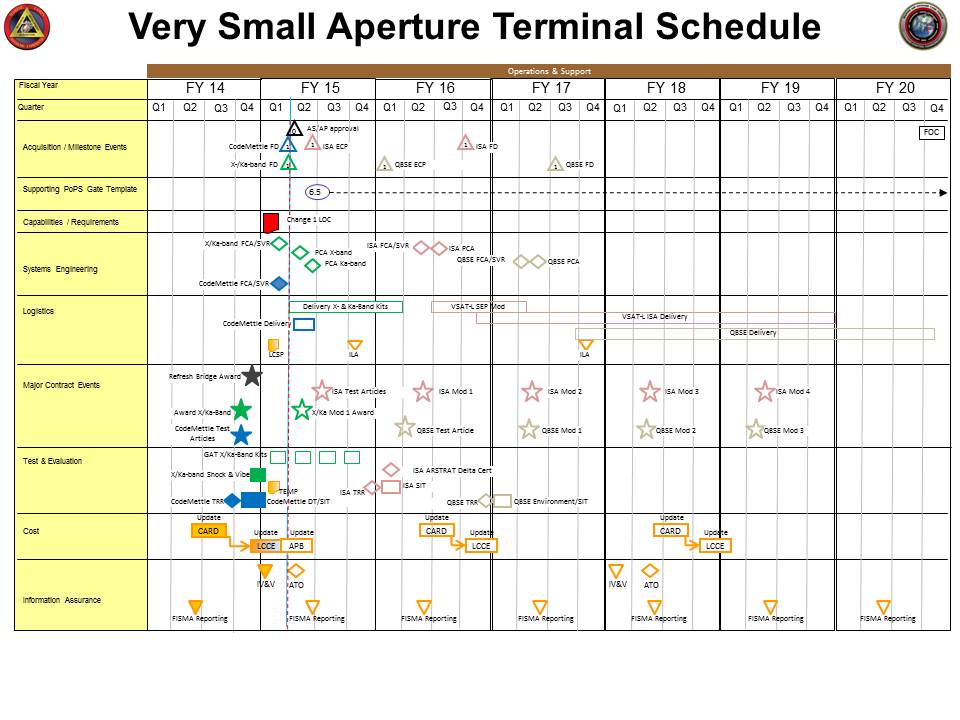 Very Small Aperture Terminal Schedule
Operations & Support
Fiscal Year
FY 14 FY 15 FY 16 FY 17 FY 18 FY 19 FY 20
Quarter
Q1 Q2 Q3 Q4 Q1 Q2 Q3 Q4 Q1 Q2 Q3 Q4 Q1 Q2 Q3 Q4 Q1 Q2 Q3 Q4 Q1 Q2 Q3 Q4 Q1 Q2 Q3 Q4
Acquisition / Milestone Events
0 AS/AP approval
FOC
CodeMettle FD 1 1 ISA ECP 1 ISA FD
X-/Ka-band FD 1 1 QBSE ECP 1 QBSE FD
Supporting PoPS Gate Template
6.5
Capabilities / Requirements
Change 1 LOC
Systems Engineering
X/Ka-band FCA/SVR
PCA X-band
PCA Ka-band
ISA FCA/SVR
ISA PCA
QBSE FCA/SVR
QBSE PCA
CodeMettle FCA/SVR
Logistics
Delivery X- & Ka-Band Kits
VSAT-L SEP Mod
VSAT-L ISA Delivery
CodeMettle Delivery
QBSE Delivery
LCSP
ILA
ILA
Major Contract Events
Refresh Bridge Award
ISA Test Articles
ISA Mod 1
ISA Mod 2
ISA Mod 3
ISA Mod 4
Award X/Ka-Band
X/Ka Mod 1 Award
CodeMettle Test
Articles
QBSE Test Article
QBSE Mod 1
QBSE Mod 2
QBSE Mod 3
Test & Evaluation
GAT X/Ka-Band Kits
X/Ka-band Shock & Vibe
ISA ARSTRAT Delta Cert
TEMP
ISA TRR
ISA SIT
CodeMettle TRR
CodeMettle DT/SIT
QBSE TRR
QBSE Environment/SIT
Cost
Update
CARD
Update
LCCE
Update
APB
Update
CARD
Update
LCCE
Update
CARD
Update
LCCE
Information Assurance
IV&V
ATO
IV&V
ATO
FISMA Reporting
FISMA Reporting
FISMA Reporting
FISMA Reporting
FISMA Reporting
FISMA Reporting
FISMA Reporting